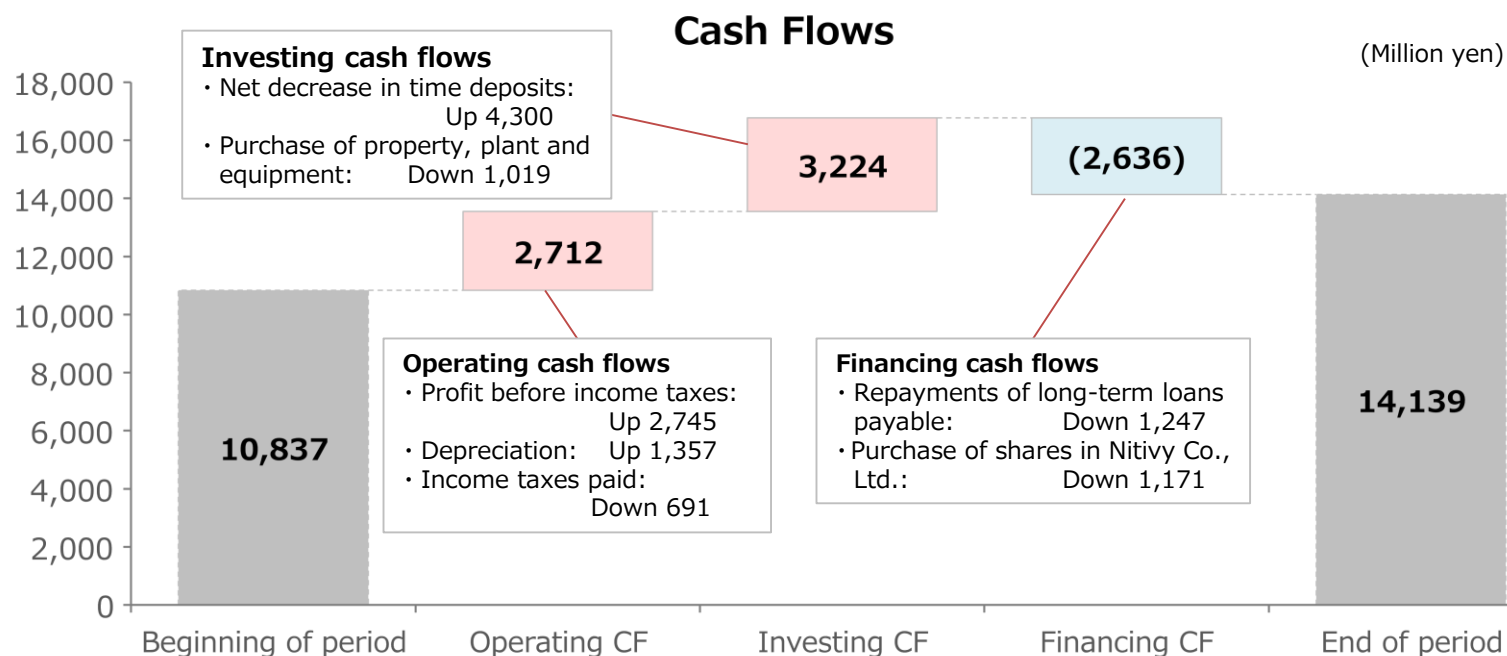 Cash Flows
(Million yen)
Investing cash flows
・Net decrease in time deposits:
Up 4,300
・Purchase of property, plant and
equipment: Down 1,019
18,000
16,000
14,000
12,000
10,000
8,000
6,000
4,000
2,000
0
10,837
2,712
3,224
(2,636)
14,139
Operating cash flows
・Profit before income taxes:
Up 2,745
・Depreciation: Up 1,357
・Income taxes paid:
Down 691
Financing cash flows
・Repayments of long-term loans
payable: Down 1,247
・Purchase of shares in Nitivy Co.,
Ltd.: Down 1,171
Beginning of period
Operating CF
Investing CF
Financing CF
End of period